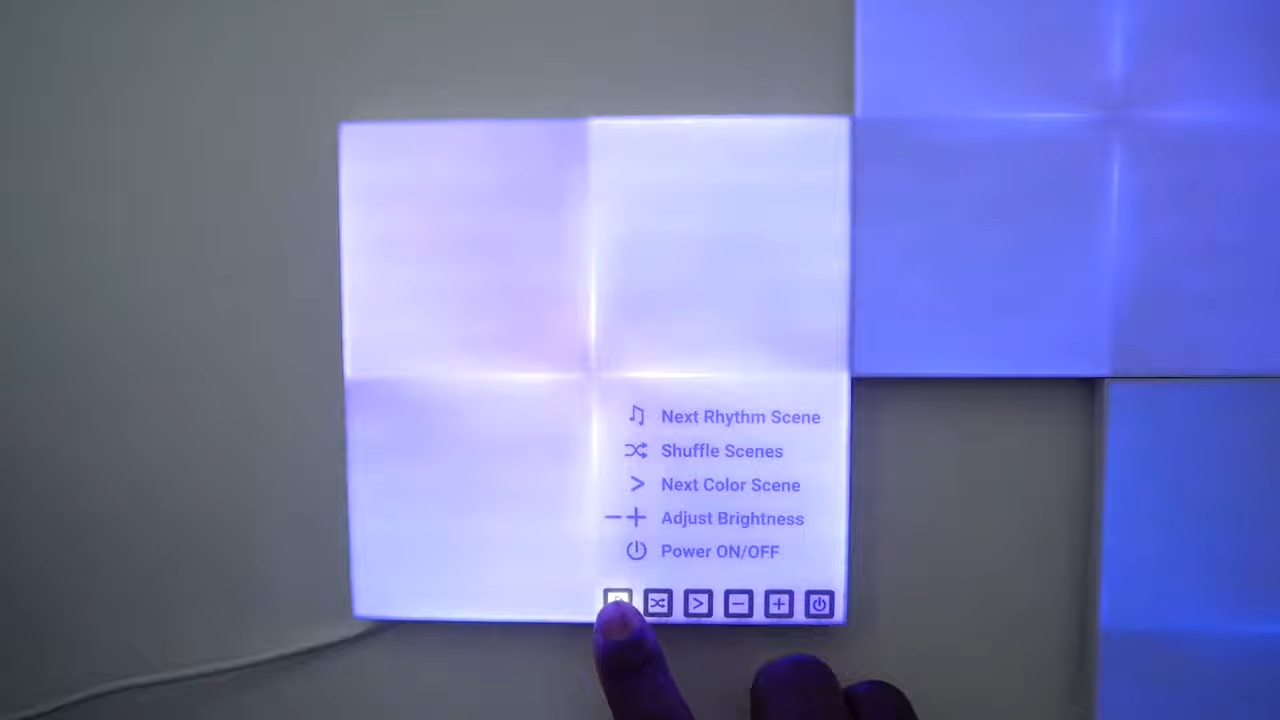 Next Rhythm Scene
Shuffle Scenes
Next Color Scene
−+ Adjust Brightness
Power ON/OFF